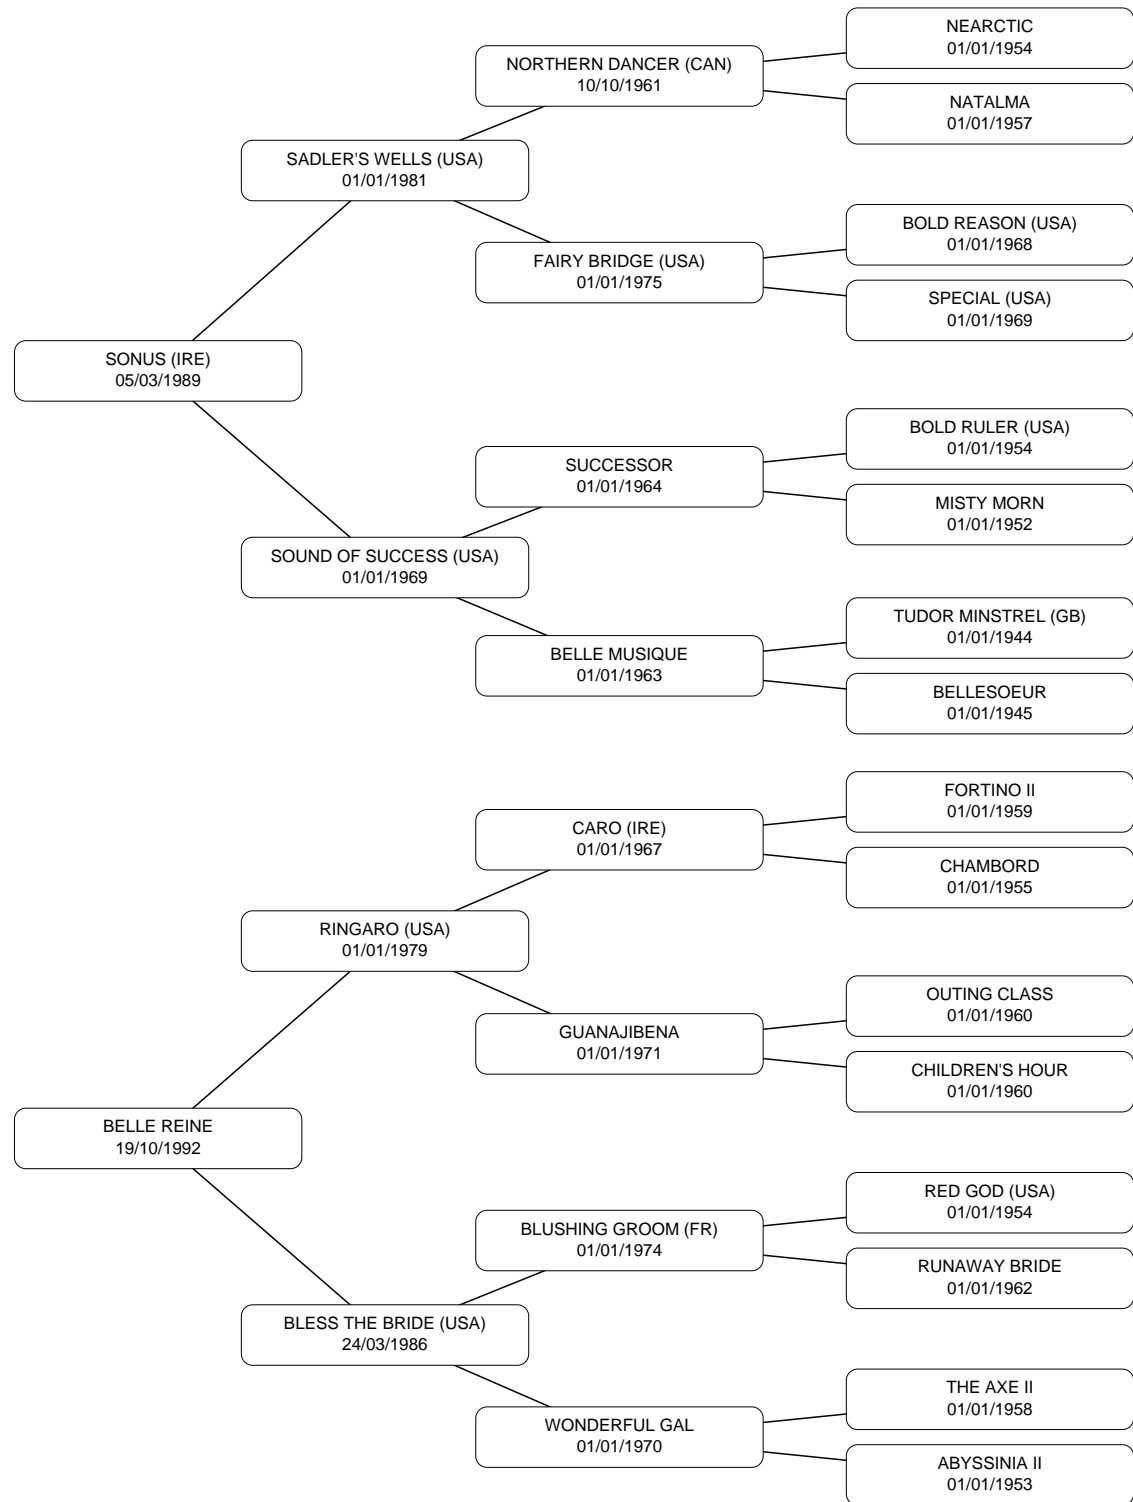 NEARCTIC
01/01/1954
NORTHERN DANCER (CAN)
10/10/1961
NATALMA
01/01/1957
SADLER'S WELLS (USA)
01/01/1981
BOLD REASON (USA)
01/01/1968
FAIRY BRIDGE (USA)
01/01/1975
SPECIAL (USA)
01/01/1969
SONUS (IRE)
05/03/1989
BOLD RULER (USA)
01/01/1954
SUCCESSOR
01/01/1964
MISTY MORN
01/01/1952
SOUND OF SUCCESS (USA)
01/01/1969
TUDOR MINSTREL (GB)
01/01/1944
BELLE MUSIQUE
01/01/1963
BELLESOEUR
01/01/1945
FORTINO II
01/01/1959
CARO (IRE)
01/01/1967
CHAMBORD
01/01/1955
RINGARO (USA)
01/01/1979
OUTING CLASS
01/01/1960
GUANAJIBENA
01/01/1971
CHILDREN'S HOUR
01/01/1960
BELLE REINE
19/10/1992
RED GOD (USA)
01/01/1954
BLUSHING GROOM (FR)
01/01/1974
RUNAWAY BRIDE
01/01/1962
BLESS THE BRIDE (USA)
24/03/1986
THE AXE II
01/01/1958
WONDERFUL GAL
01/01/1970
ABYSSINIA II
01/01/1953